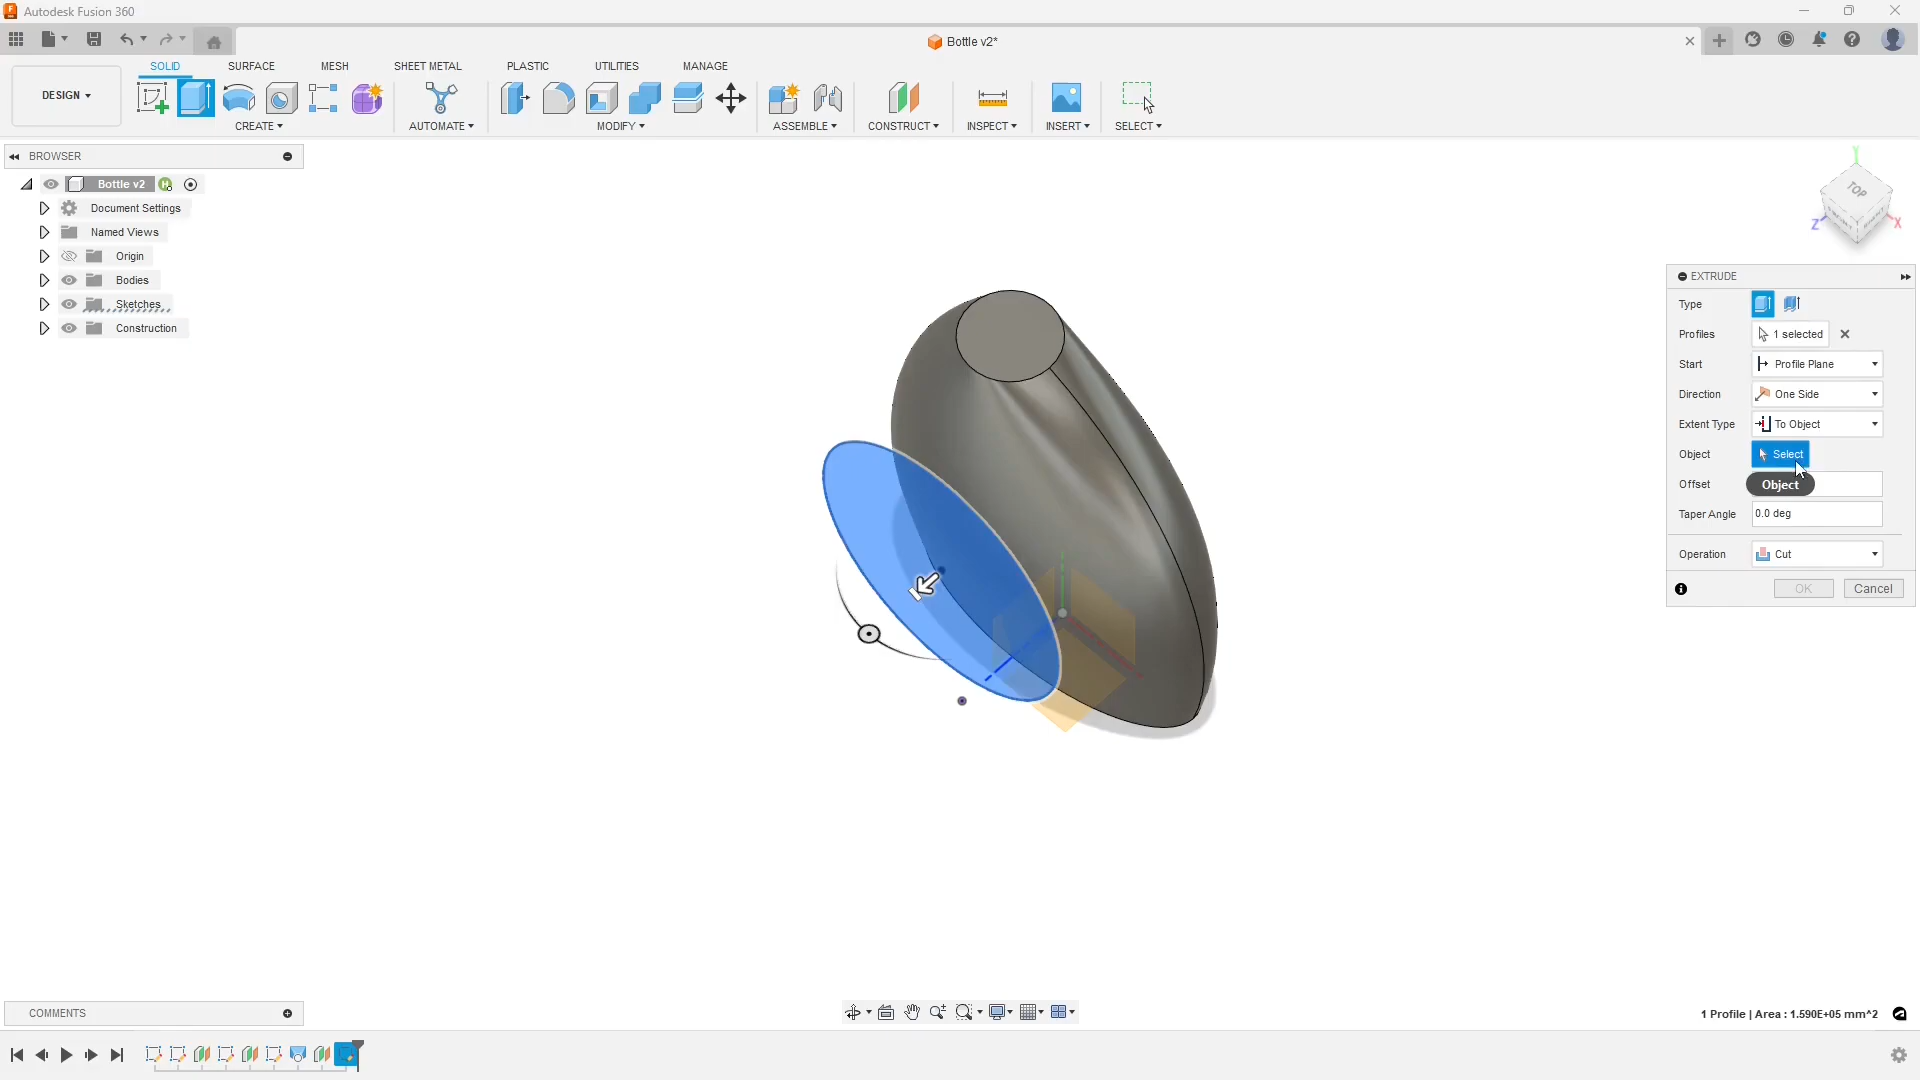 Autodesk Fusion 360
Bottle v2*
DESIGN
SOLID
SURFACE
MESH
SHEET METAL
PLASTIC
UTILITIES
MANAGE
CREATE
AUTOMATE
MODIFY
ASSEMBLE
CONSTRUCT
INSPECT
INSERT
SELECT
BROWSER
Bottle v2
Document Settings
Named Views
Origin
Bodies
Sketches
Construction
Y
TOP
Z
X
EXTRUDE
Type
Profiles
1 selected
Start
Profile Plane
Direction
One Side
Extent Type
To Object
Object
Select
Offset
Object
Taper Angle
0.0 deg
Operation
Cut
OK
Cancel
COMMENTS
1 Profile | Area : 1.590E+05 mm^2